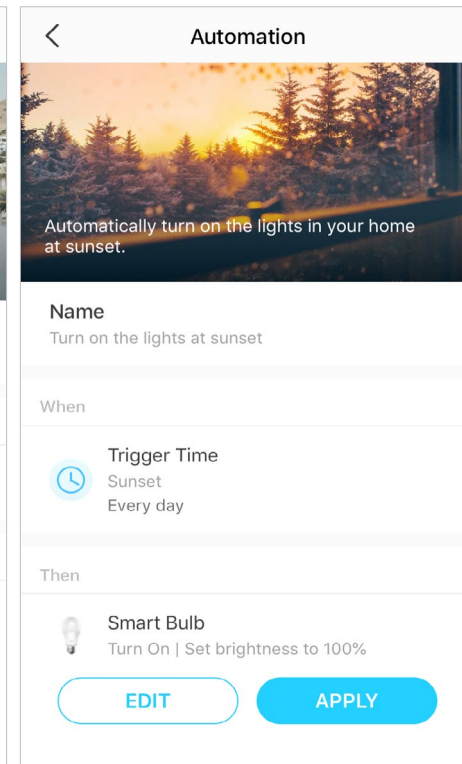 Automation
Automatically turn on the lights in your home
at sunset.
Name
Turn on the lights at sunset
When
Trigger Time
Sunset
Every day
Then
Smart Bulb
Turn On | Set brightness to 100%
EDIT
APPLY